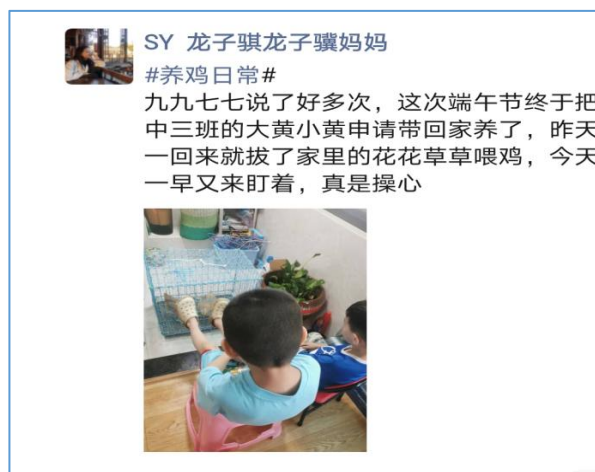 SY 龙子骐龙子骥妈妈
#养鸡日常#
九九七七说了好多次，这次端午节终于把
中三班的大黄小黄申请带回家养了，昨天
一回来就拔了家里的花花草草喂鸡，今天
一早又来盯着，真是操心